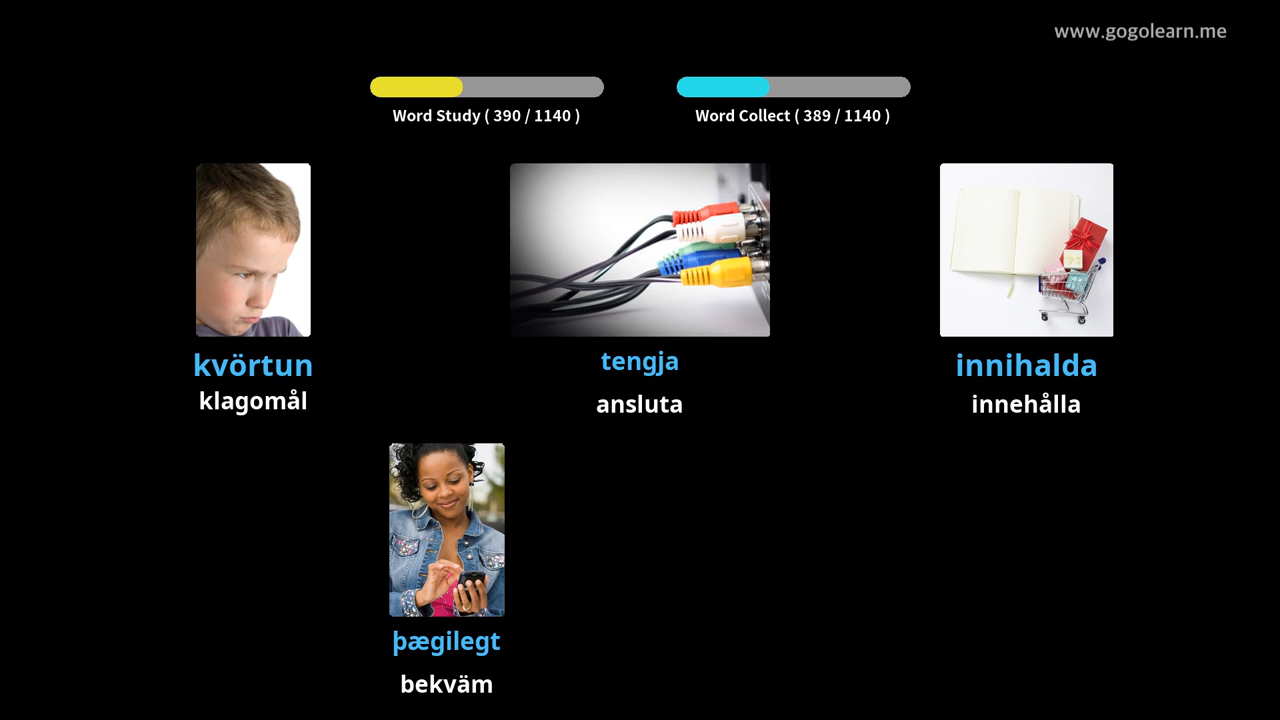 www.gogolearn.me
Word Study ( 390 / 1140 )
Word Collect ( 389 / 1140 )
kvörtun
klagomål
tengja
ansluta
innihalda
innehålla
þægilegt
bekväm